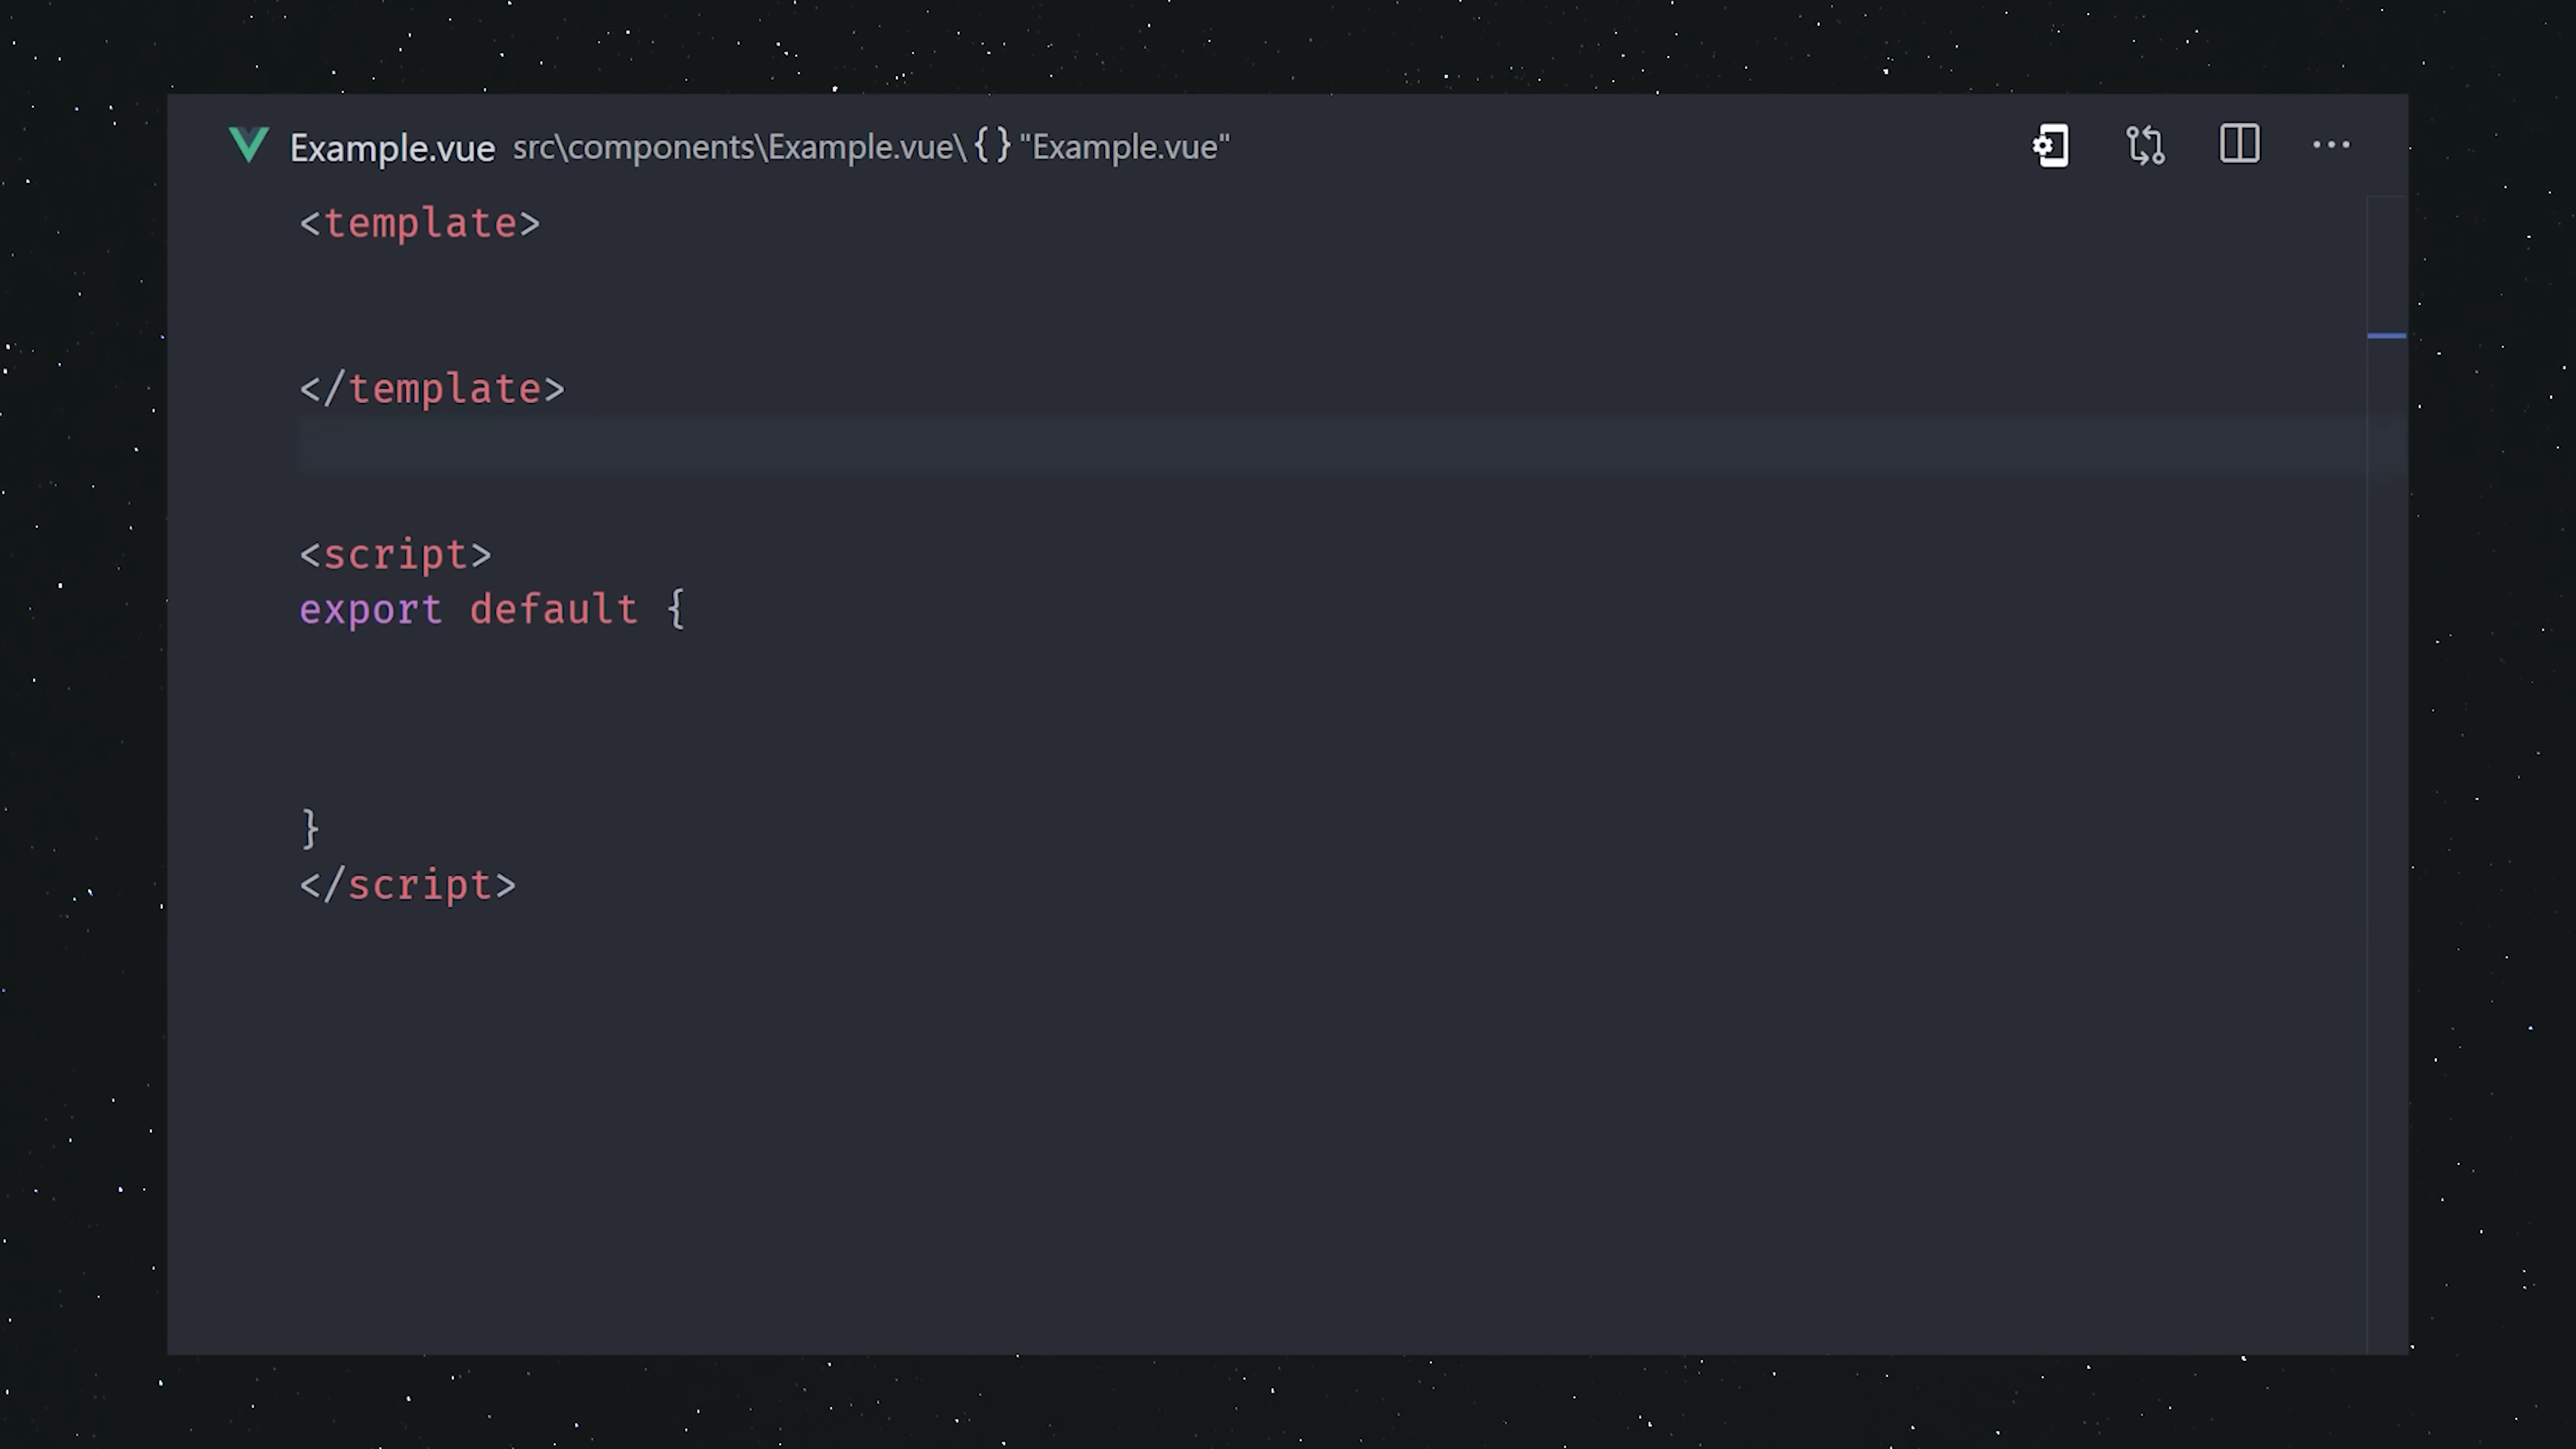 Example.vue src\components\Example.vue\{}"Example.vue"
<template>
</template>
<script>
export default {
}
</script>